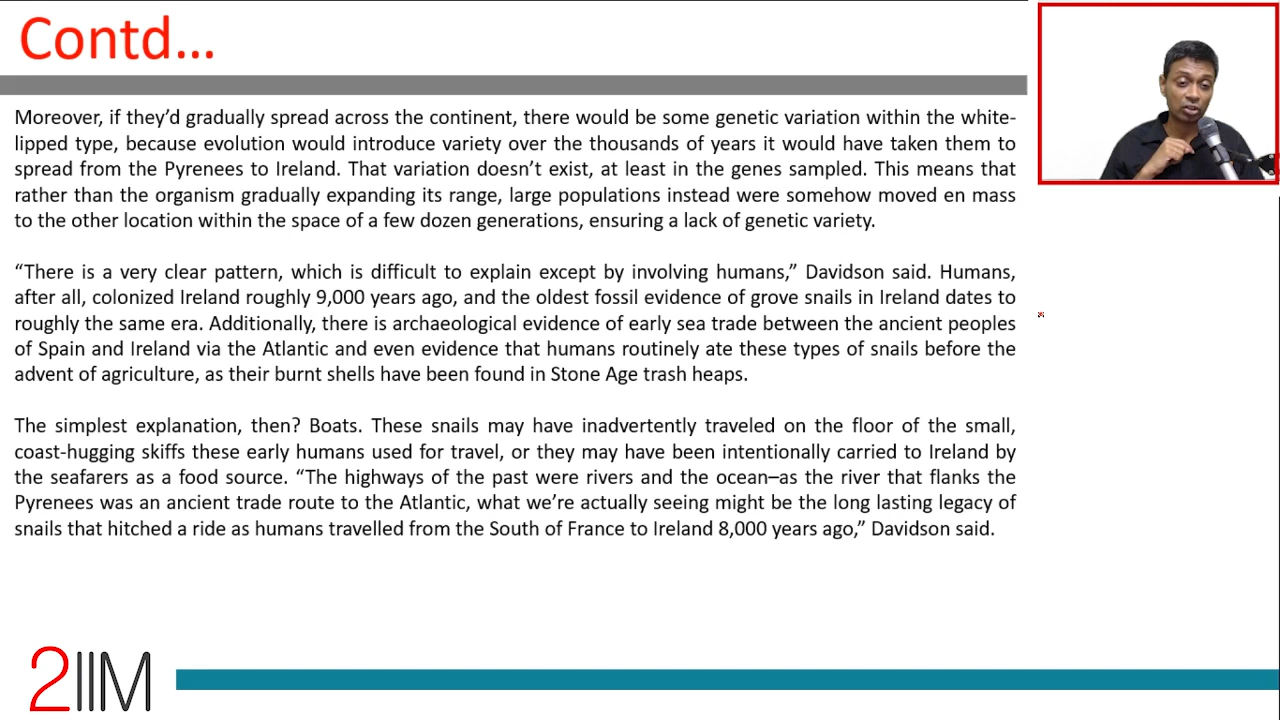 Contd...
Moreover, if they’d gradually spread across the continent, there would be some genetic variation within the white-
lipped type, because evolution would introduce variety over the thousands of years it would have taken them to
spread from the Pyrenees to Ireland. That variation doesn’t exist, at least in the genes sampled. This means that
rather than the organism gradually expanding its range, large populations instead were somehow moved en mass
to the other location within the space of a few dozen generations, ensuring a lack of genetic variety.
“There is a very clear pattern, which is difficult to explain except by involving humans,” Davidson said. Humans,
after all, colonized Ireland roughly 9,000 years ago, and the oldest fossil evidence of grove snails in Ireland dates to
roughly the same era. Additionally, there is archaeological evidence of early sea trade between the ancient peoples
of Spain and Ireland via the Atlantic and even evidence that humans routinely ate these types of snails before the
advent of agriculture, as their burnt shells have been found in Stone Age trash heaps.
The simplest explanation, then? Boats. These snails may have inadvertently traveled on the floor of the small,
coast-hugging skiffs these early humans used for travel, or they may have been intentionally carried to Ireland by
the seafarers as a food source. “The highways of the past were rivers and the ocean–as the river that flanks the
Pyrenees was an ancient trade route to the Atlantic, what we’re actually seeing might be the long lasting legacy of
snails that hitched a ride as humans travelled from the South of France to Ireland 8,000 years ago,” Davidson said.
2IIM